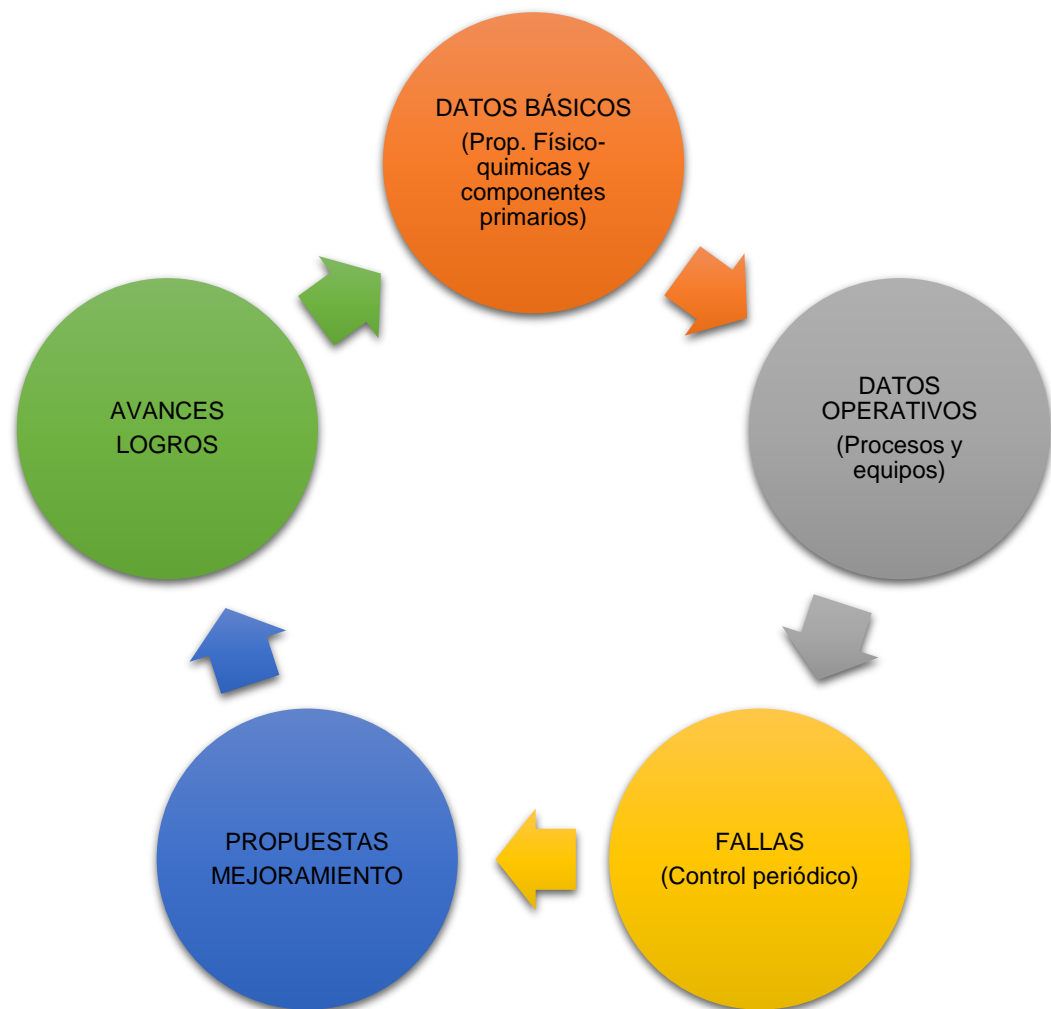 DATOS BÁSICOS
(Prop. Físico-
quimicas y
componentes
primarios)
DATOS
OPERATIVOS
(Procesos y
equipos)
FALLAS
(Control periódico)
PROPUESTAS
MEJORAMIENTO
AVANCES
LOGROS